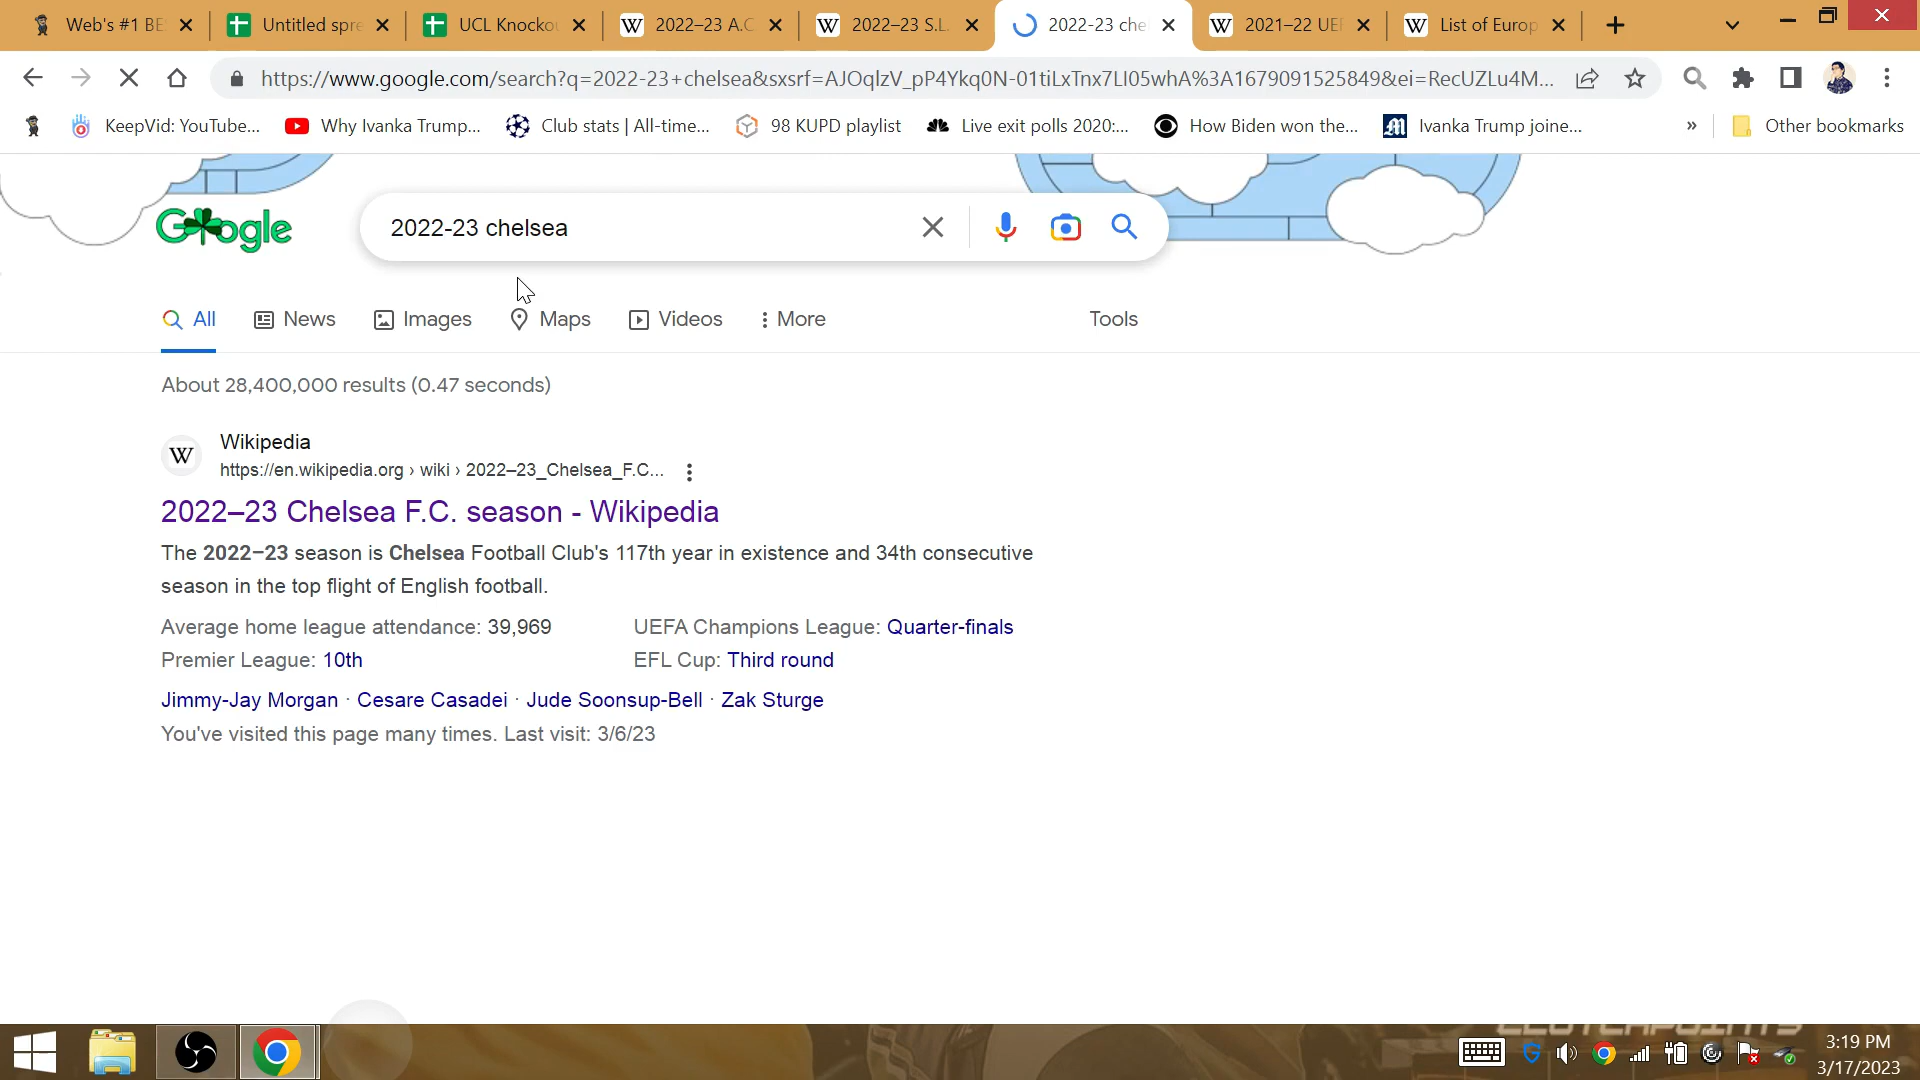 Web's #1 BE
Untitled spre
UCL Knockou
2022–23 A.C
2022–23 S.L.
2022-23 che
2021–22 UEF
List of Europ
https://www.google.com/search?q=2022-23+chelsea&sxsrf=AJOqlzV_pP4Ykq0N-01tiLxTnx7LI05whA%3A1679091525849&ei=RecUZLu4M...
KeepVid: YouTube...
Why Ivanka Trump...
Club stats | All-time...
98 KUPD playlist
Live exit polls 2020:...
How Biden won the...
Ivanka Trump joine...
»
Other bookmarks
Google
2022-23 chelsea
All
News
Images
Maps
Videos
More
Tools
About 28,400,000 results (0.47 seconds)
W
Wikipedia
https://en.wikipedia.org › wiki › 2022–23_Chelsea_F.C...
2022–23 Chelsea F.C. season - Wikipedia
The 2022–23 season is Chelsea Football Club's 117th year in existence and 34th consecutive
season in the top flight of English football.
Average home league attendance: 39,969
UEFA Champions League: Quarter-finals
Premier League: 10th
EFL Cup: Third round
Jimmy-Jay Morgan · Cesare Casadei · Jude Soonsup-Bell · Zak Sturge
You've visited this page many times. Last visit: 3/6/23
CLUTCHPOINTS
3:19 PM
3/17/2023